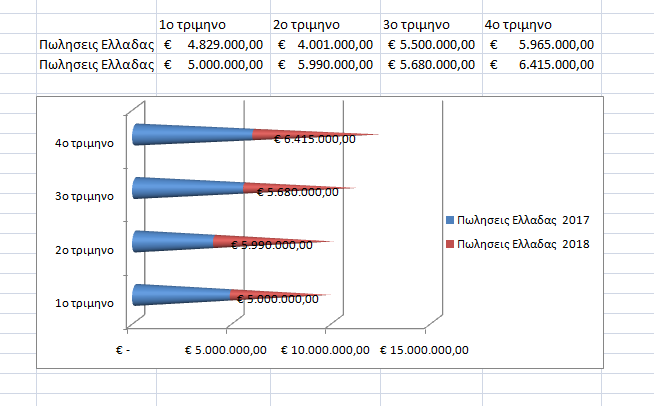 1ο τριμηνο 2ο τριμηνο 3ο τριμηνο 4ο τριμηνο
Πωλησεις Ελλαδας € 4.829.000,00 € 4.001.000,00 € 5.500.000,00 € 5.965.000,00
Πωλησεις Ελλαδας € 5.000.000,00 € 5.990.000,00 € 5.680.000,00 € 6.415.000,00
4ο τριμηνο € 6.415.000,00
3ο τριμηνο € 5.680.000,00
Πωλησεις Ελλαδας 2017
Πωλησεις Ελλαδας 2018
2ο τριμηνο € 5.990.000,00
1ο τριμηνο € 5.000.000,00
€ - € 5.000.000,00 € 10.000.000,00 € 15.000.000,00